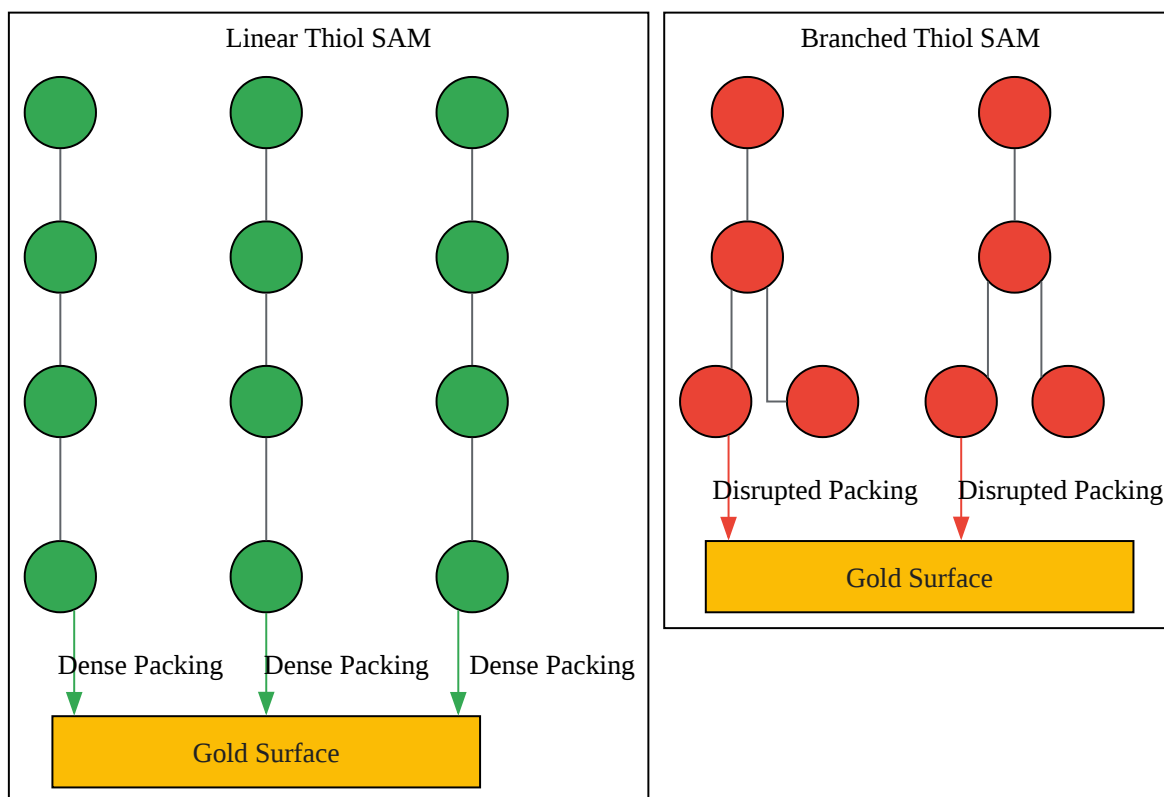 Linear Thiol SAM
Dense Packing
Dense Packing
Dense Packing
Gold Surface
Branched Thiol SAM
Disrupted Packing
Disrupted Packing
Gold Surface